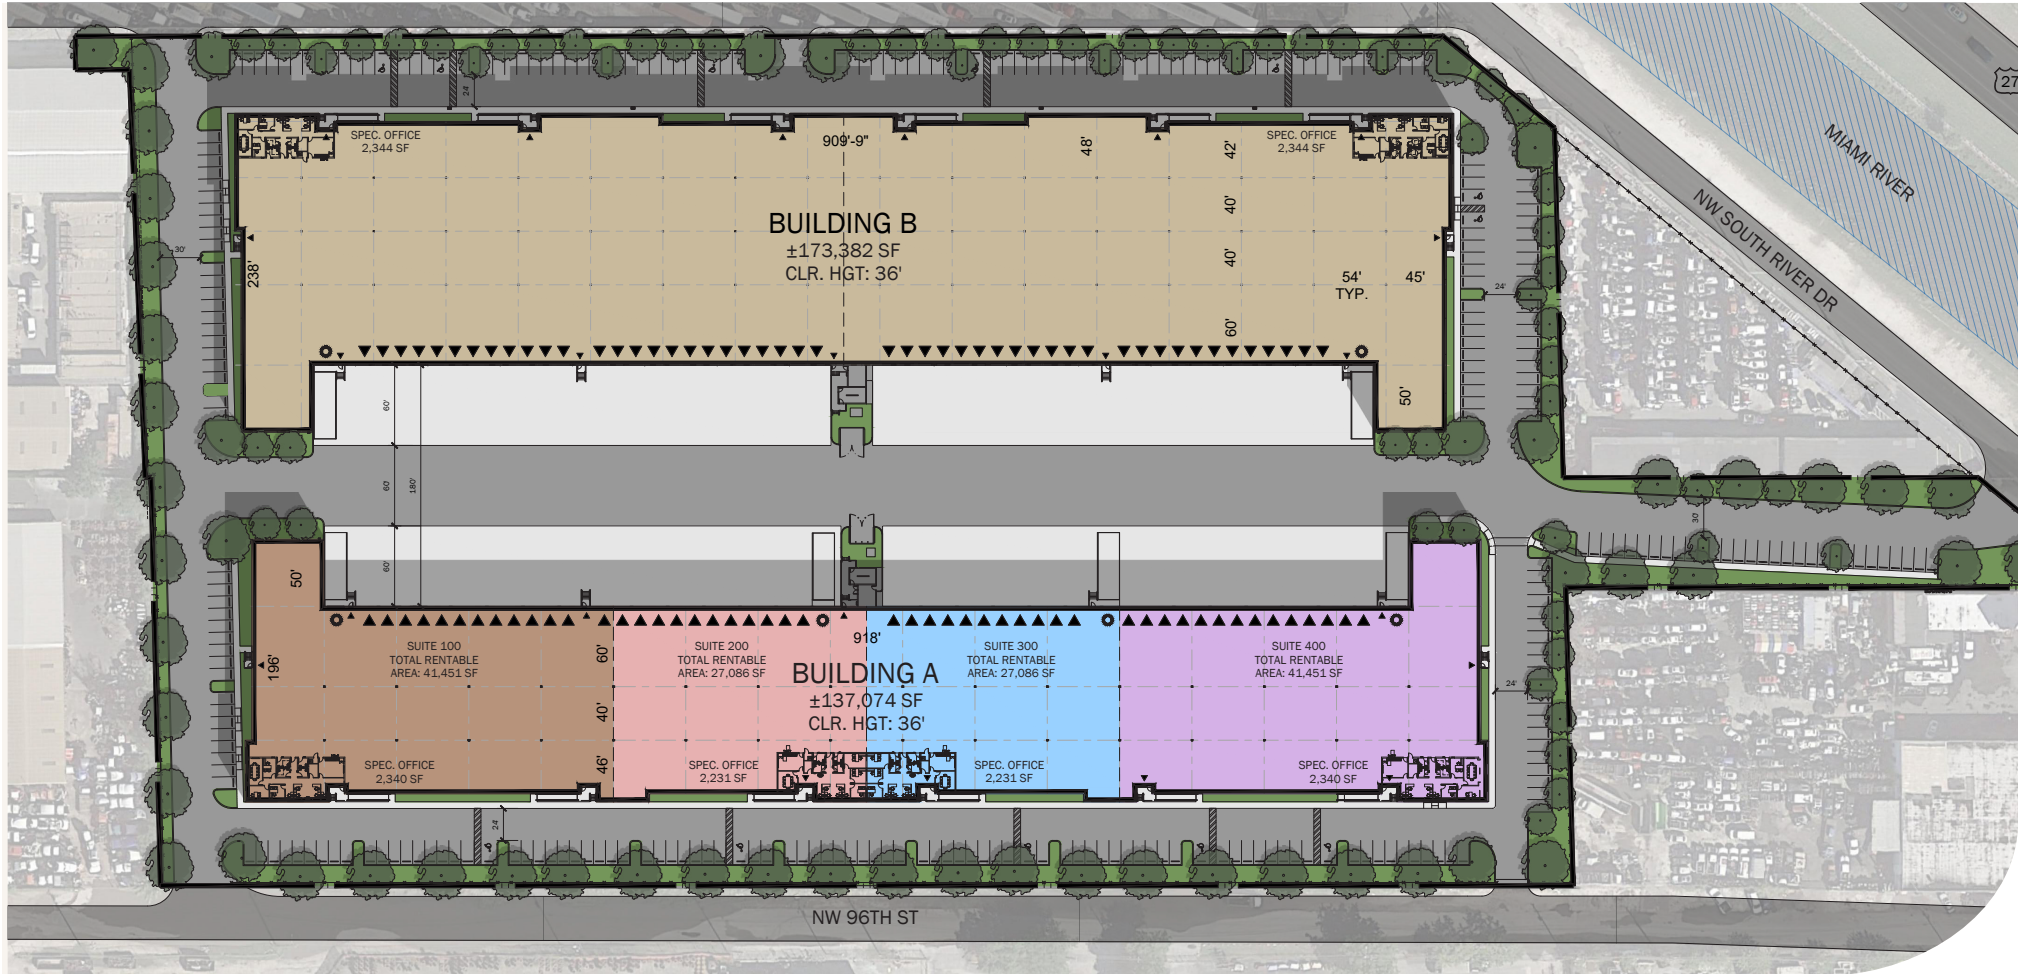 27
MIAMI RIVER
NW SOUTH RIVER DR
24'
SPEC. OFFICE
2,344 SF
909'-9"
48'
42'
SPEC. OFFICE
2,344 SF
40'
BUILDING B
±173,382 SF
CLR. HGT: 36'
30'
238'
40'
54'
TYP.
45'
24'
60'
50'
60'
60'
180'
60'
30'
50'
196'
SUITE 100
TOTAL RENTABLE
AREA: 41,451 SF
60'
SUITE 200
TOTAL RENTABLE
AREA: 27,086 SF
918'
SUITE 300
TOTAL RENTABLE
AREA: 27,086 SF
SUITE 400
TOTAL RENTABLE
AREA: 41,451 SF
BUILDING A
±137,074 SF
CLR. HGT: 36'
40'
24'
46'
SPEC. OFFICE
2,340 SF
SPEC. OFFICE
2,231 SF
SPEC. OFFICE
2,231 SF
SPEC. OFFICE
2,340 SF
24'
NW 96TH ST